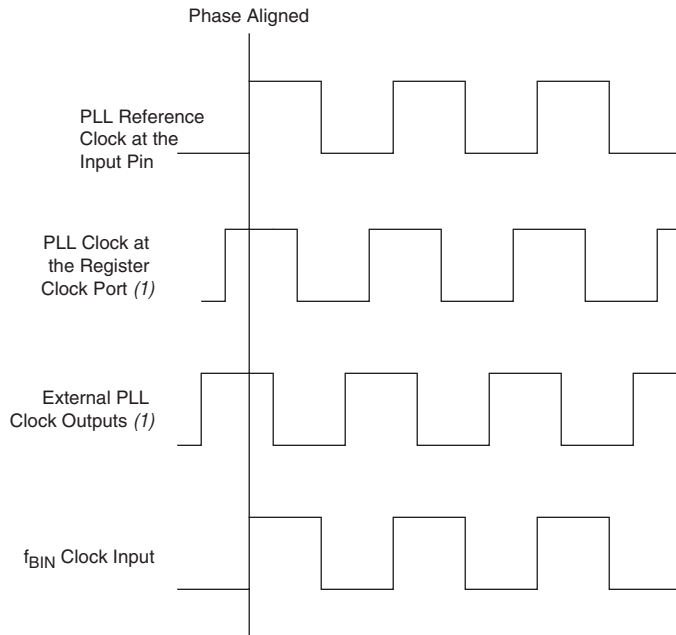 Phase Aligned
PLL Reference
Clock at the
Input Pin
PLL Clock at
the Register
Clock Port (1)
External PLL
Clock Outputs (1)
fBIN Clock Input